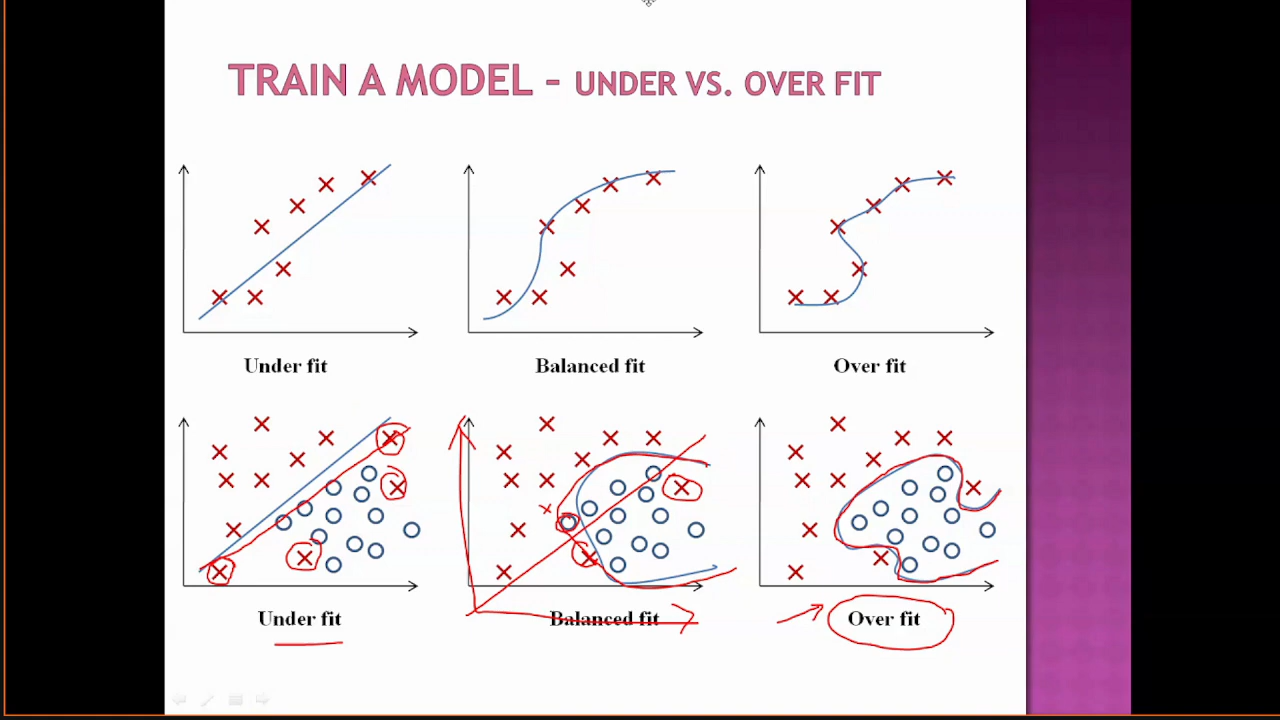 TRAIN A MODEL - UNDER VS. OVER FIT
Under fit
Balanced fit
Over fit
Under fit
Balanced fit
Over fit